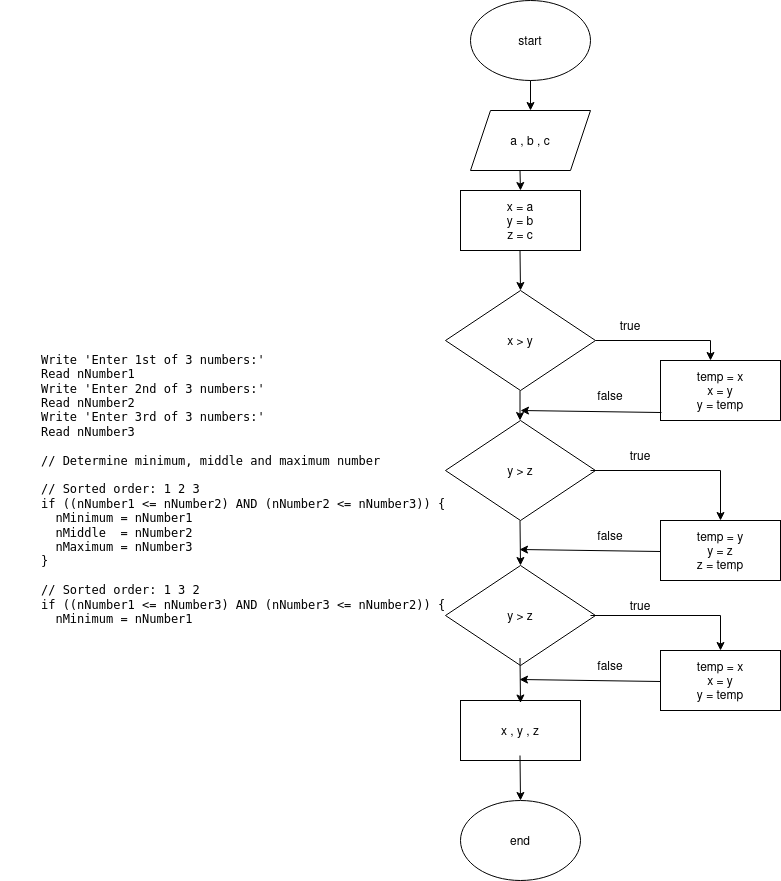 start
a , b , c
x = a
y = b
z = c
x > y
true
temp = x
x = y
y = temp
false
Write 'Enter 1st of 3 numbers:'
Read nNumber1
Write 'Enter 2nd of 3 numbers:'
Read nNumber2
Write 'Enter 3rd of 3 numbers:'
Read nNumber3
// Determine minimum, middle and maximum number
// Sorted order: 1 2 3
if ((nNumber1 <= nNumber2) AND (nNumber2 <= nNumber3)) {
  nMinimum = nNumber1
  nMiddle  = nNumber2
  nMaximum = nNumber3
}
// Sorted order: 1 3 2
if ((nNumber1 <= nNumber3) AND (nNumber3 <= nNumber2)) {
  nMinimum = nNumber1
y > z
true
temp = y
y = z
z = temp
false
y > z
true
temp = x
x = y
y = temp
false
x , y , z
end